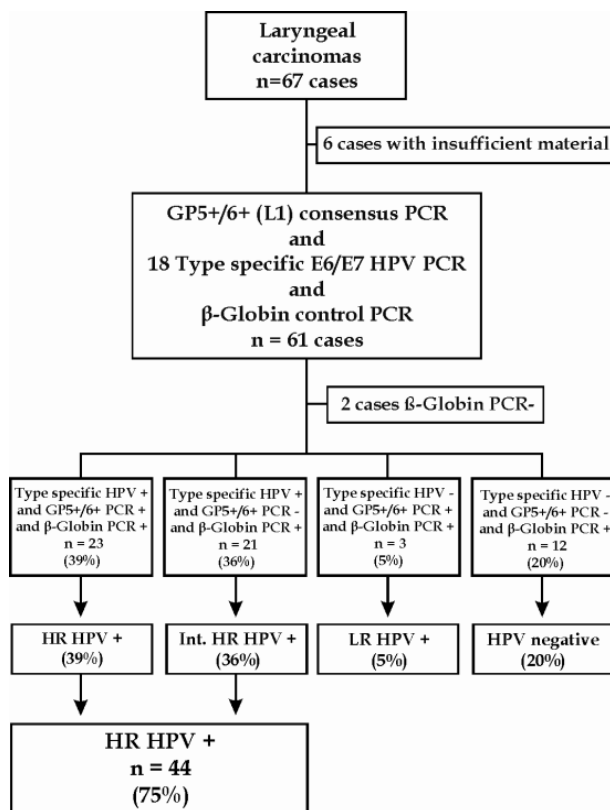 Laryngeal
carcinomas
n=67 cases
6 cases with insufficient material
GP5+/6+ (L1) consensus PCR
and
18 Type specific E6/E7 HPV PCR
and
β-Globin control PCR
n = 61 cases
2 cases ß-Globin PCR-
Type specific HPV +
and GP5+/6+ PCR +
and β-Globin PCR +
n = 23
(39%)
Type specific HPV +
and GP5+/6+ PCR -
and β-Globin PCR +
n = 21
(36%)
Type specific HPV -
and GP5+/6+ PCR +
and β-Globin PCR +
n = 3
(5%)
Type specific HPV -
and GP5+/6+ PCR -
and β-Globin PCR +
n = 12
(20%)
HR HPV +
(39%)
Int. HR HPV +
(36%)
LR HPV +
(5%)
HPV negative
(20%)
HR HPV +
n = 44
(75%)